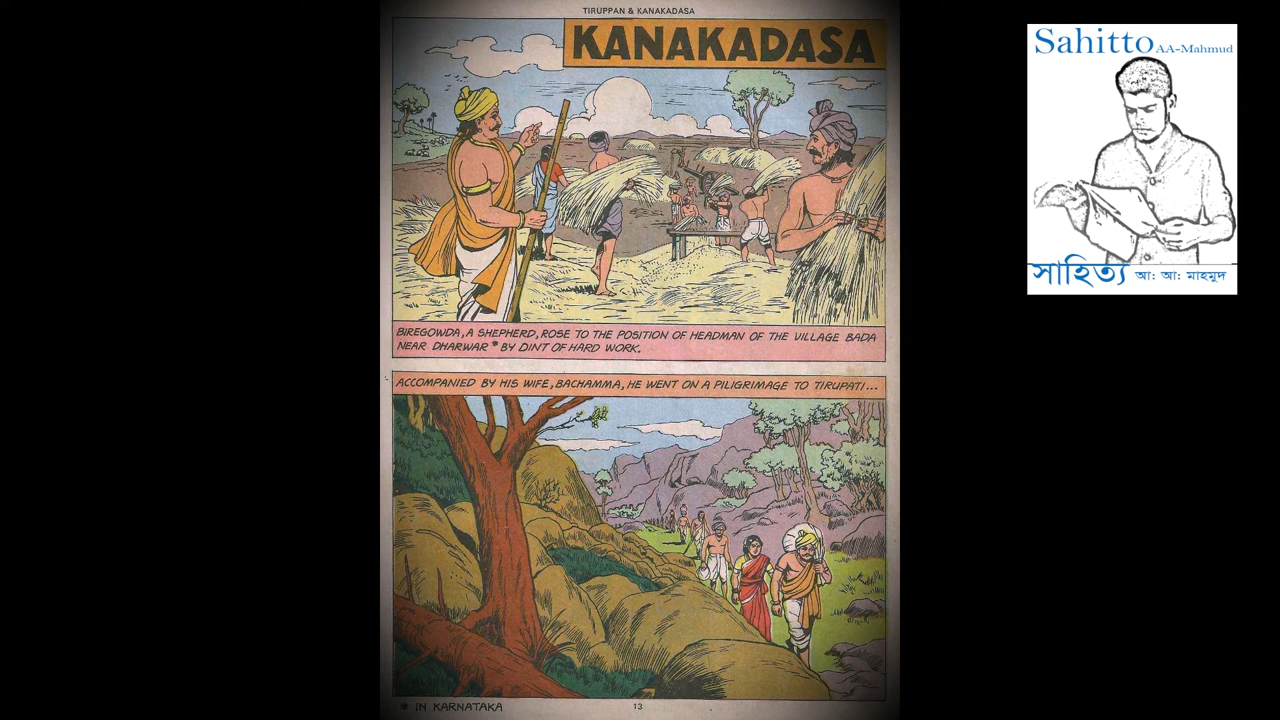 TIRUPPAN & KANAKADASA
KANAKADASA
BIREGOWDA, A SHEPHERD, ROSE TO THE POSITION OF HEADMAN OF THE VILLAGE BADA
NEAR DHARWAR * BY DINT OF HARD WORK.
ACCOMPANIED BY HIS WIFE, BACHAMMA, HE WENT ON A PILIGRIMAGE TO TIRUPATI...
* IN KARNATAKA
13
Sahitto AA-Mahmud
সাহিত্য আ: আ: মাহমুদ